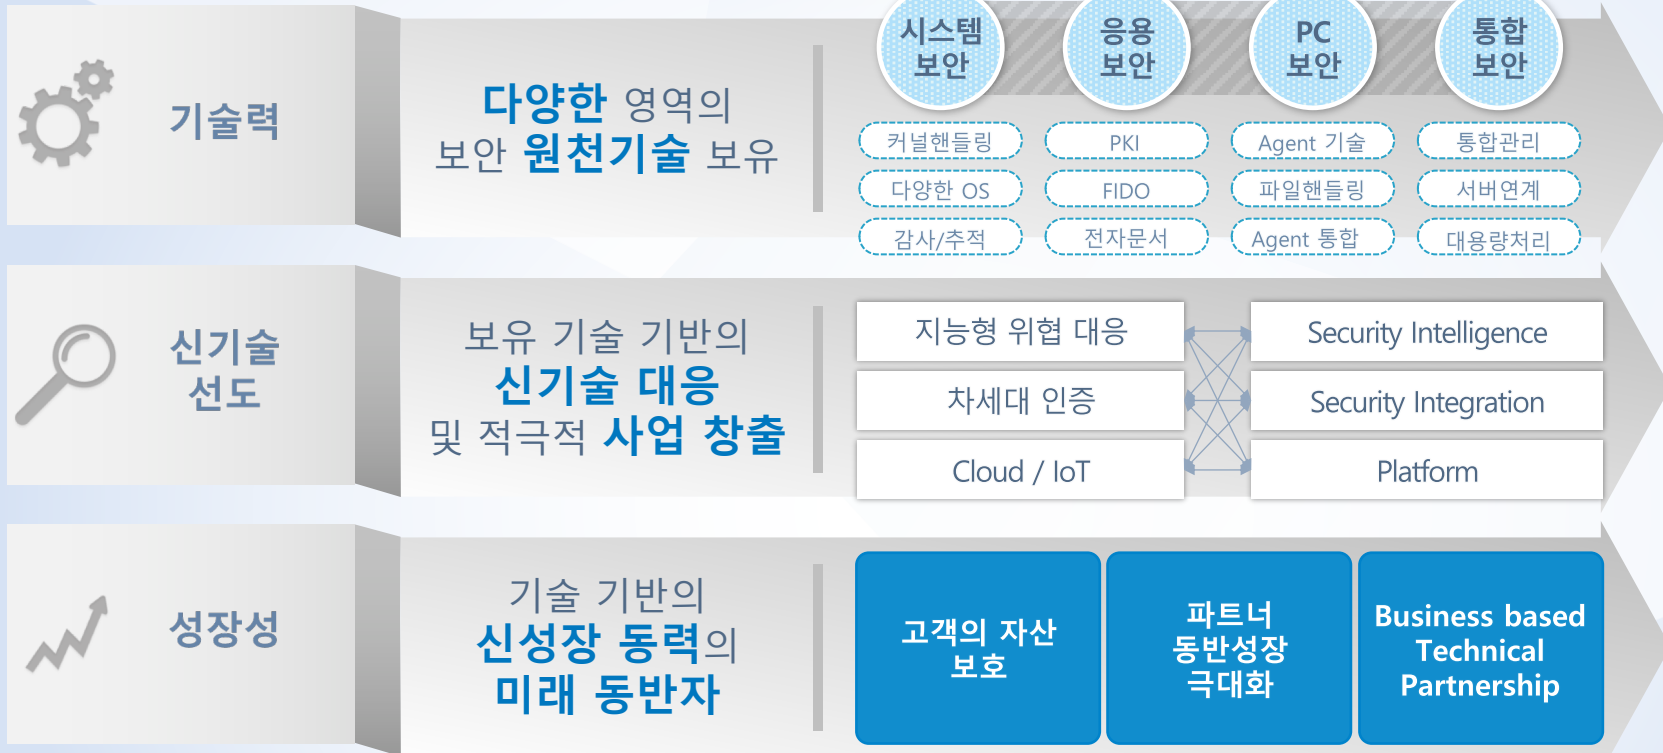 기술력
다양한 영역의
보안 원천기술 보유
시스템
보안
응용
보안
PC
보안
통합
보안
커널핸들링
PKI
Agent 기술
통합관리
다양한 OS
FIDO
파일핸들링
서버연계
감사/추적
전자문서
Agent 통합
대용량처리
신기술
선도
보유 기술 기반의
신기술 대응
및 적극적 사업 창출
지능형 위협 대응
Security Intelligence
차세대 인증
Security Integration
Cloud / IoT
Platform
성장성
기술 기반의
신성장 동력의
미래 동반자
고객의 자산
보호
파트너
동반성장
극대화
Business based
Technical
Partnership